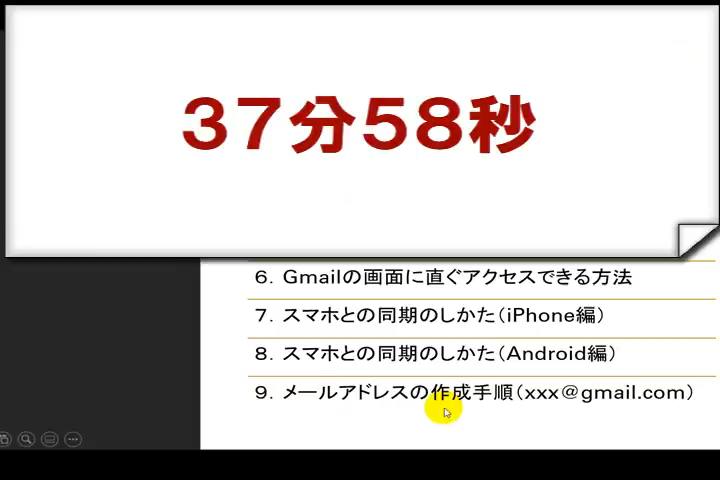 37分58秒
6. Gmailの画面に直ぐアクセスできる方法
7. スマホとの同期のしかた(iPhone編)
8. スマホとの同期のしかた(Android編)
9. メールアドレスの作成手順(xxx@gmail.com)